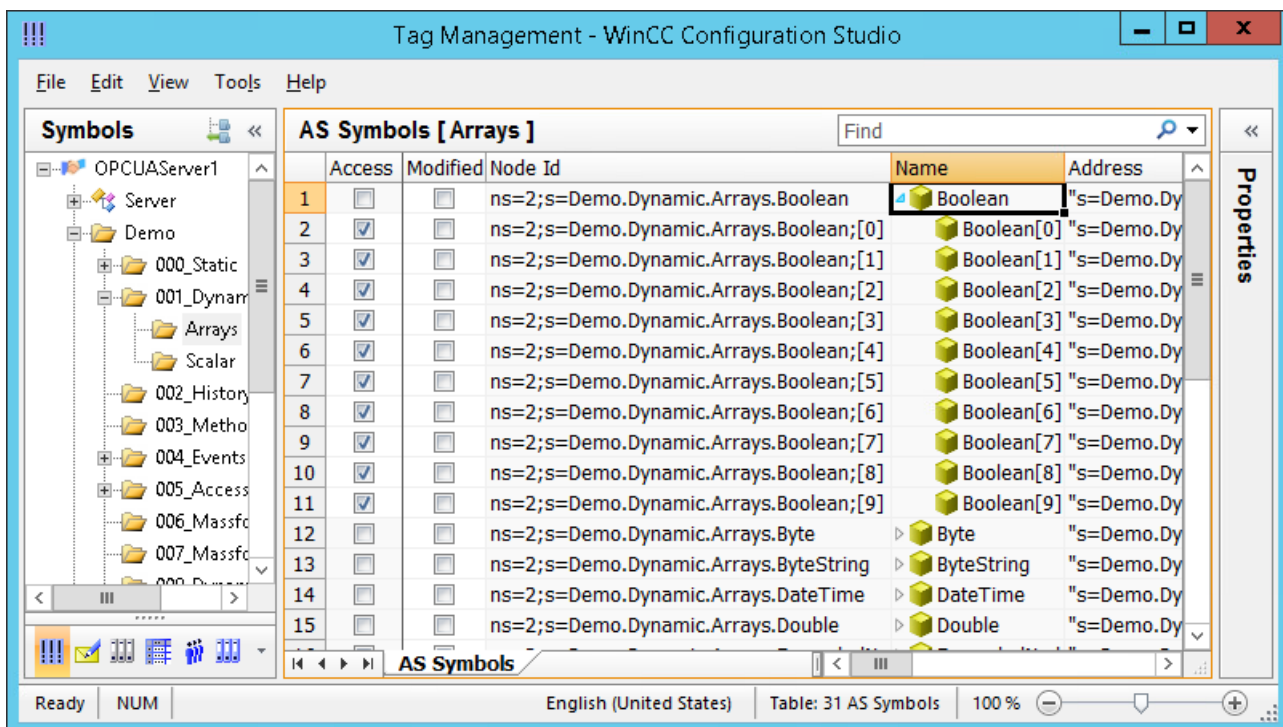 Tag Management - WinCC Configuration Studio
File Edit View Tools Help
Symbols
OPCUAServer1
Server
Demo
000_Static
001_Dynam
Arrays
Scalar
002_History
003_Metho
004_Events
005_Access
006_Massfo
007_Massfo
AS Symbols [ Arrays ] Find
Access Modified Node Id Name Address
1 ns=2;s=Demo.Dynamic.Arrays.Boolean Boolean "s=Demo.Dy
2 ns=2;s=Demo.Dynamic.Arrays.Boolean;[0] Boolean[0] "s=Demo.Dy
3 ns=2;s=Demo.Dynamic.Arrays.Boolean;[1] Boolean[1] "s=Demo.Dy
4 ns=2;s=Demo.Dynamic.Arrays.Boolean;[2] Boolean[2] "s=Demo.Dy
5 ns=2;s=Demo.Dynamic.Arrays.Boolean;[3] Boolean[3] "s=Demo.Dy
6 ns=2;s=Demo.Dynamic.Arrays.Boolean;[4] Boolean[4] "s=Demo.Dy
7 ns=2;s=Demo.Dynamic.Arrays.Boolean;[5] Boolean[5] "s=Demo.Dy
8 ns=2;s=Demo.Dynamic.Arrays.Boolean;[6] Boolean[6] "s=Demo.Dy
9 ns=2;s=Demo.Dynamic.Arrays.Boolean;[7] Boolean[7] "s=Demo.Dy
10 ns=2;s=Demo.Dynamic.Arrays.Boolean;[8] Boolean[8] "s=Demo.Dy
11 ns=2;s=Demo.Dynamic.Arrays.Boolean;[9] Boolean[9] "s=Demo.Dy
12 ns=2;s=Demo.Dynamic.Arrays.Byte Byte "s=Demo.Dy
13 ns=2;s=Demo.Dynamic.Arrays.ByteString ByteString "s=Demo.Dy
14 ns=2;s=Demo.Dynamic.Arrays.DateTime DateTime "s=Demo.Dy
15 ns=2;s=Demo.Dynamic.Arrays.Double Double "s=Demo.Dy
AS Symbols
Properties
Ready NUM English (United States) Table: 31 AS Symbols 100 %